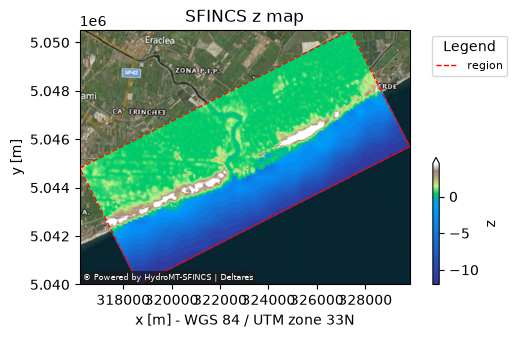 SFINCS z map
1e6
5.050
5.048
5.046
5.044
5.042
5.040
y [m]
Eraclea
ZONA P.I.P.
CA' TRINCHET
ami
ERDE
A.
© Powered by HydroMT-SFINCS | Deltares
318000 320000 322000 324000 326000 328000
x [m] - WGS 84 / UTM zone 33N
Legend
region
0
−5
−10
z